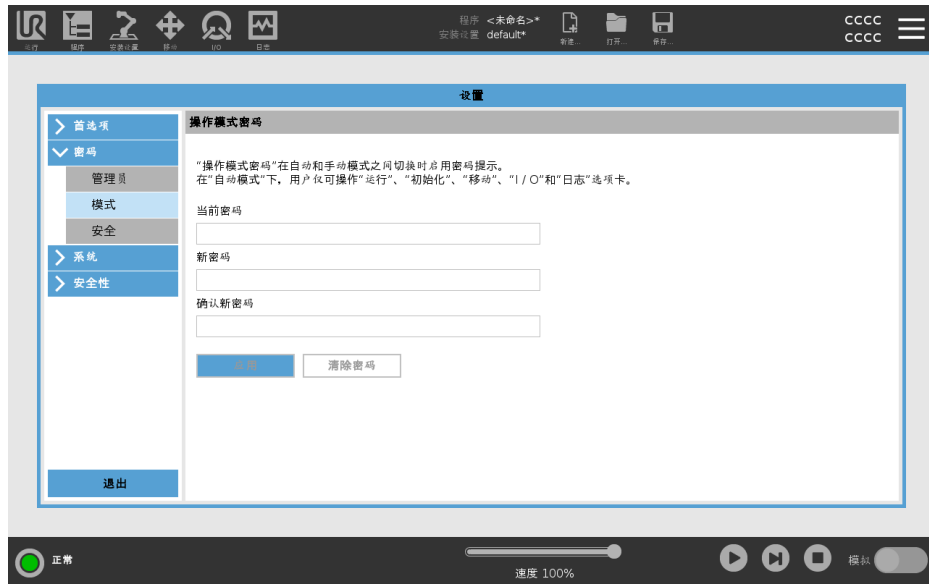 运行
程序
安装设置
移动
I/O
日志
程序 <未命名>*
安装设置 default*
新建...
打开...
保存...
CCCC
CCCC
设置
首选项
密码
管理员
模式
安全
系统
安全性
退出
操作模式密码
“操作模式密码”在自动和手动模式之间切换时启用密码提示。
在“自动模式”下，用户仅可操作“运行”、“初始化”、“移动”、“I / O”和“日志”选项卡。
当前密码
新密码
确认新密码
应用
清除密码
正常
速度 100%
模拟